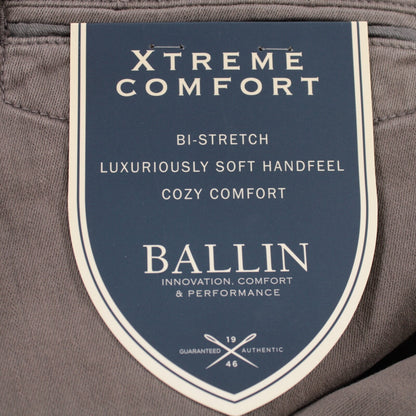 XTREME
COMFORT
BI-STRETCH
LUXURIOUSLY SOFT HANDFEEL
COZY COMFORT
BALLIN
INNOVATION, COMFORT
& PERFORMANCE
19
GUARANTEED AUTHENTIC
46